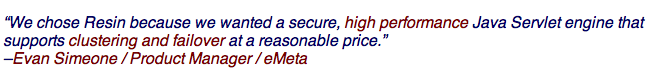 “We chose Resin because we wanted a secure, high performance Java Servlet engine that
supports clustering and failover at a reasonable price.”
–Evan Simeone / Product Manager / eMeta